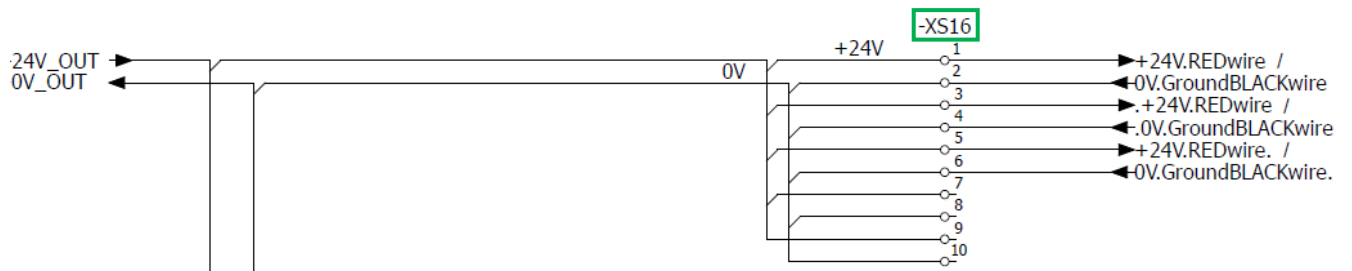 -XS16
+24V
1
-24V_OUT
+24V.REDwire /
0V_OUT
0V
2
0V.GroundBLACKwire
3
.+24V.REDwire /
4
.0V.GroundBLACKwire
5
+24V.REDwire. /
6
0V.GroundBLACKwire.
7
8
9
10